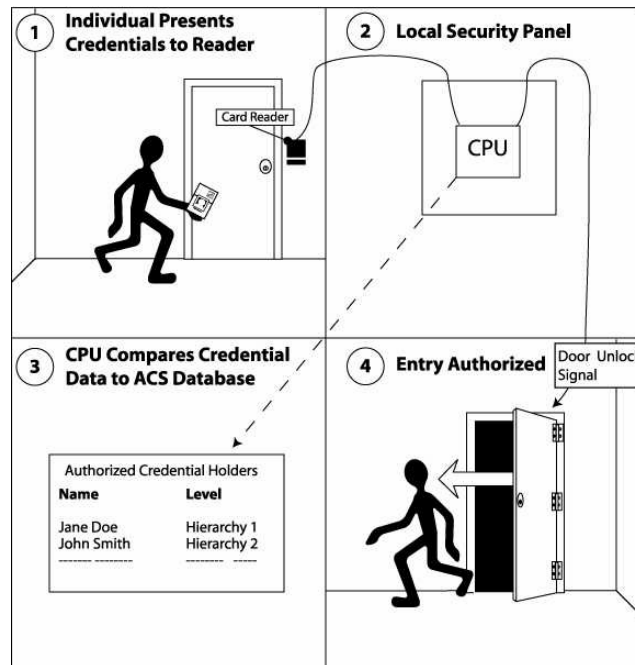 1
Individual Presents
Credentials to Reader
Card Reader
2
Local Security Panel
CPU
3
CPU Compares Credential
Data to ACS Database
Authorized Credential Holders
Name Level
Jane Doe Hierarchy 1
John Smith Hierarchy 2
4
Entry Authorized
Door Unlock
Signal